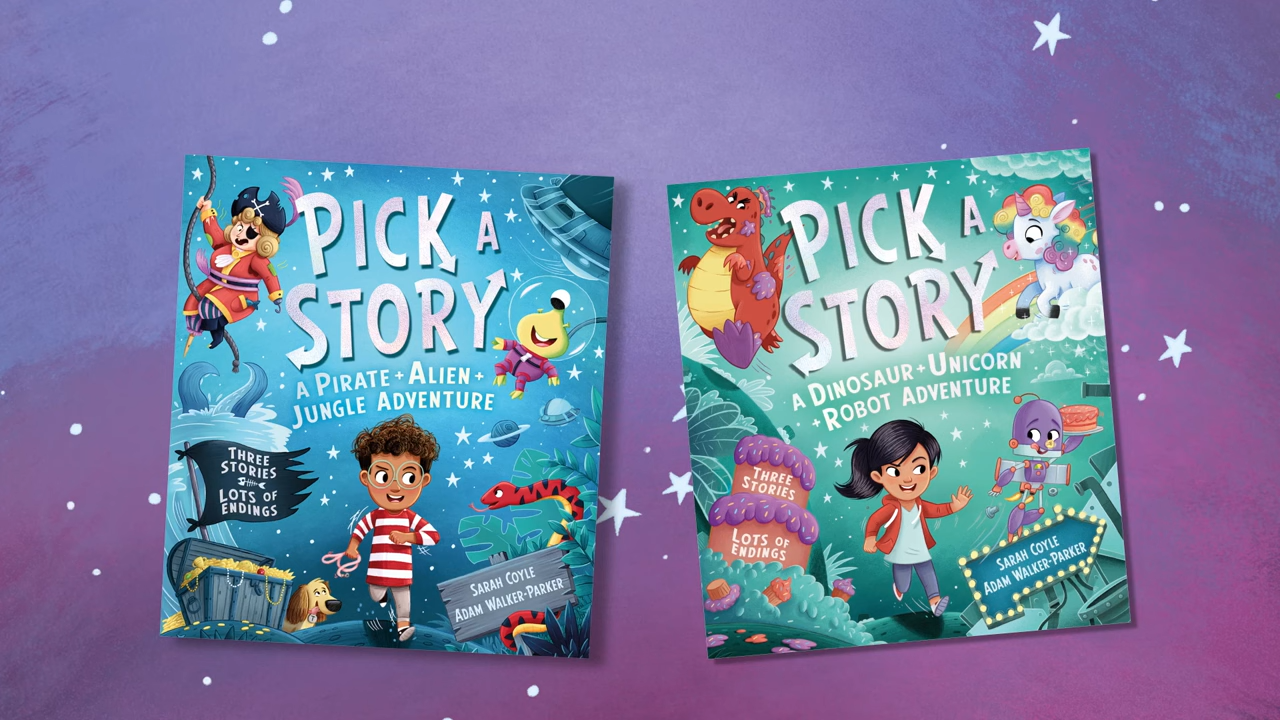 PICK A
STORY
A PIRATE + ALIEN +
JUNGLE ADVENTURE
THREE
STORIES
LOTS OF
ENDINGS
SARAH COYLE
ADAM WALKER-PARKER
PICK A
STORY
A DINOSAUR + UNICORN
+ ROBOT ADVENTURE
THREE
STORIES
LOTS OF
ENDINGS
SARAH COYLE
ADAM WALKER-PARKER